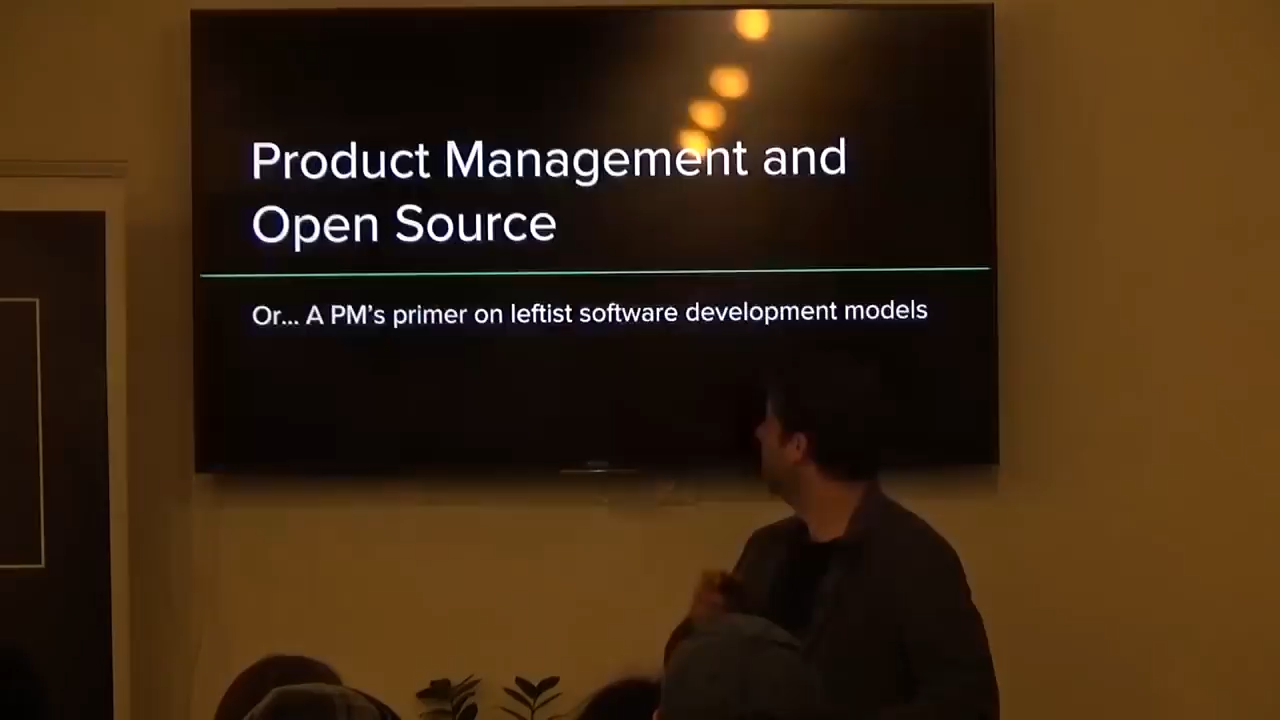 Product Management and
Open Source
Or... A PM's primer on leftist software development models